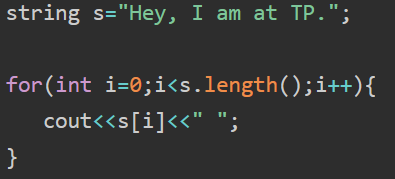 string s="Hey, I am at TP.";
for(int i=0;i<s.length();i++){
cout<<s[i]<<" ";
}